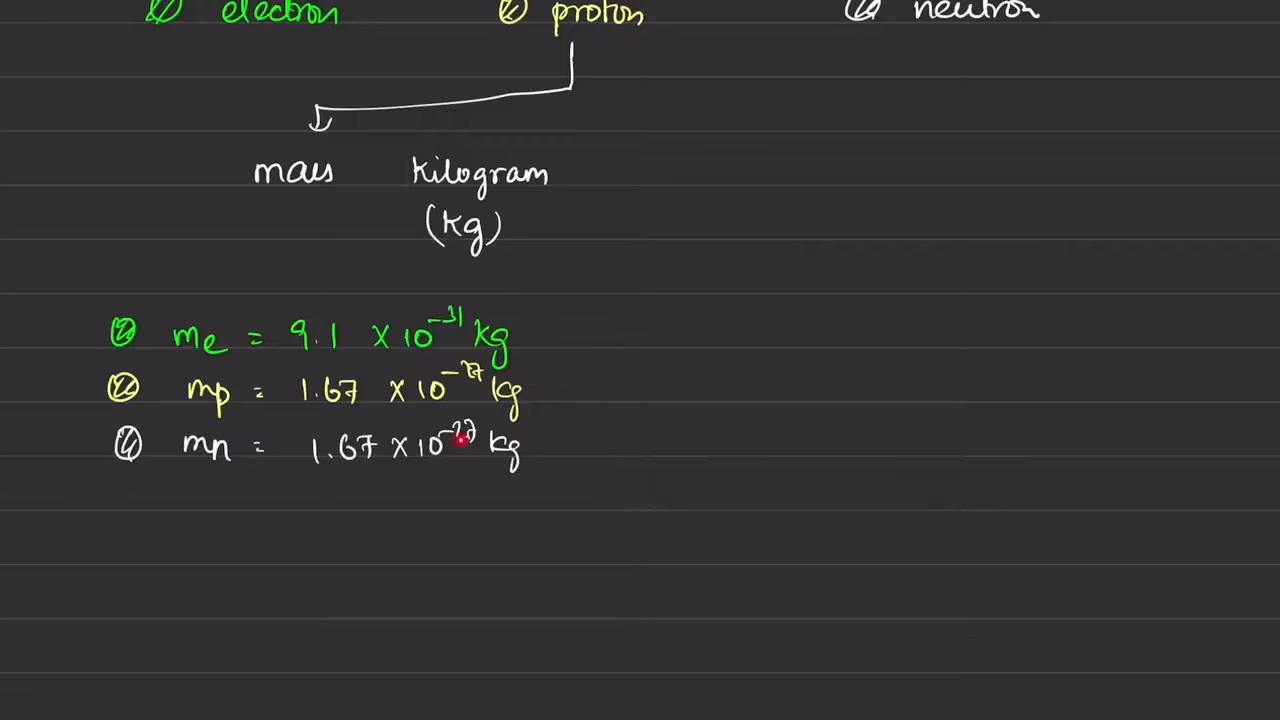 electron proton neutron
mass kilogram
(kg)
me = 9.1 × 10⁻³¹ kg
mp = 1.67 × 10⁻²⁷ kg
mn = 1.67 × 10⁻²⁷ kg